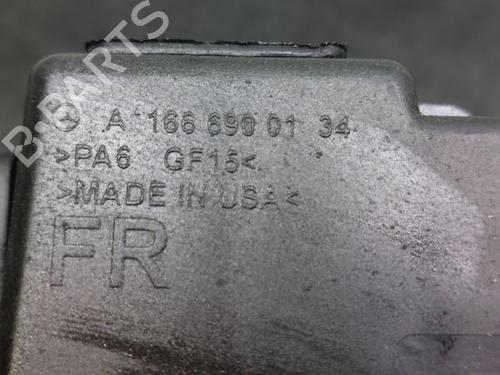 A 166 690 01 34
>PA6 GF15<
>MADE IN USA<
FR
B-PARTS